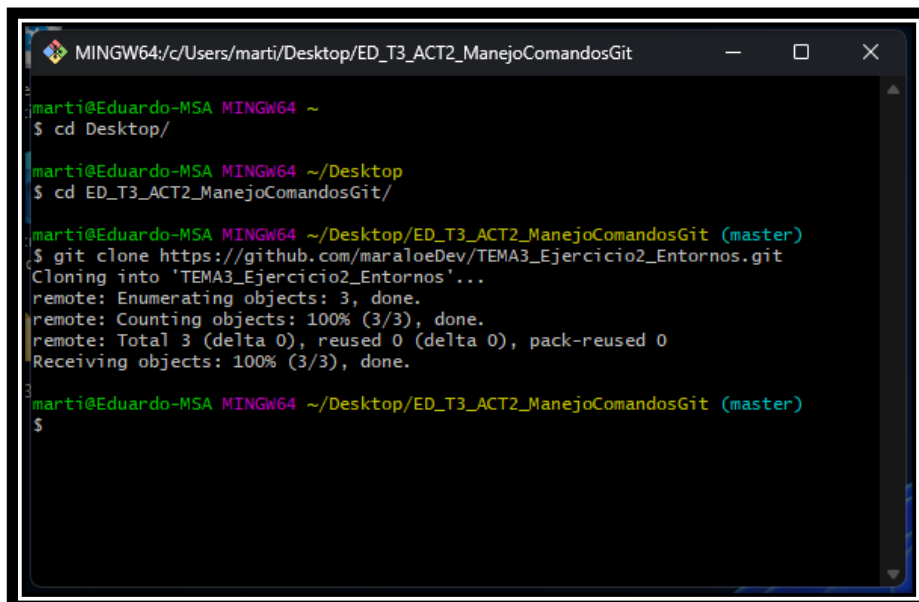 MINGW64:/c/Users/marti/Desktop/ED_T3_ACT2_ManejoComandosGit
marti@Eduardo-MSA MINGW64 ~
$ cd Desktop/
marti@Eduardo-MSA MINGW64 ~/Desktop
$ cd ED_T3_ACT2_ManejoComandosGit/
marti@Eduardo-MSA MINGW64 ~/Desktop/ED_T3_ACT2_ManejoComandosGit (master)
$ git clone https://github.com/maraloeDev/TEMA3_Ejercicio2_Entornos.git
Cloning into 'TEMA3_Ejercicio2_Entornos'...
remote: Enumerating objects: 3, done.
remote: Counting objects: 100% (3/3), done.
remote: Total 3 (delta 0), reused 0 (delta 0), pack-reused 0
Receiving objects: 100% (3/3), done.
marti@Eduardo-MSA MINGW64 ~/Desktop/ED_T3_ACT2_ManejoComandosGit (master)
$